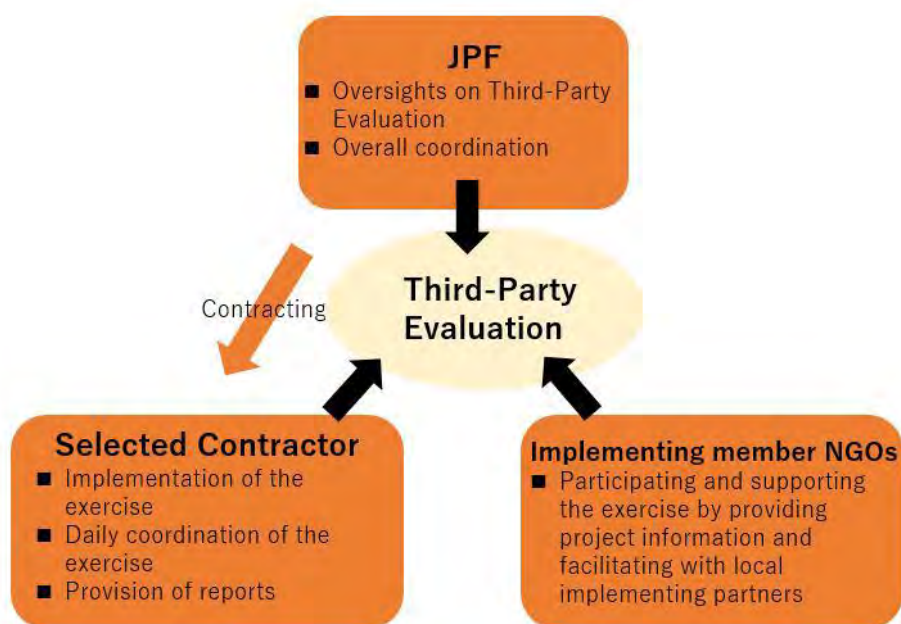 JPF
■ Oversights on Third-Party
Evaluation
■ Overall coordination
Third-Party
Evaluation
Contracting
Selected Contractor
■ Implementation of the
exercise
■ Daily coordination of the
exercise
■ Provision of reports
Implementing member NGOs
■ Participating and supporting
the exercise by providing
project information and
facilitating with local
implementing partners